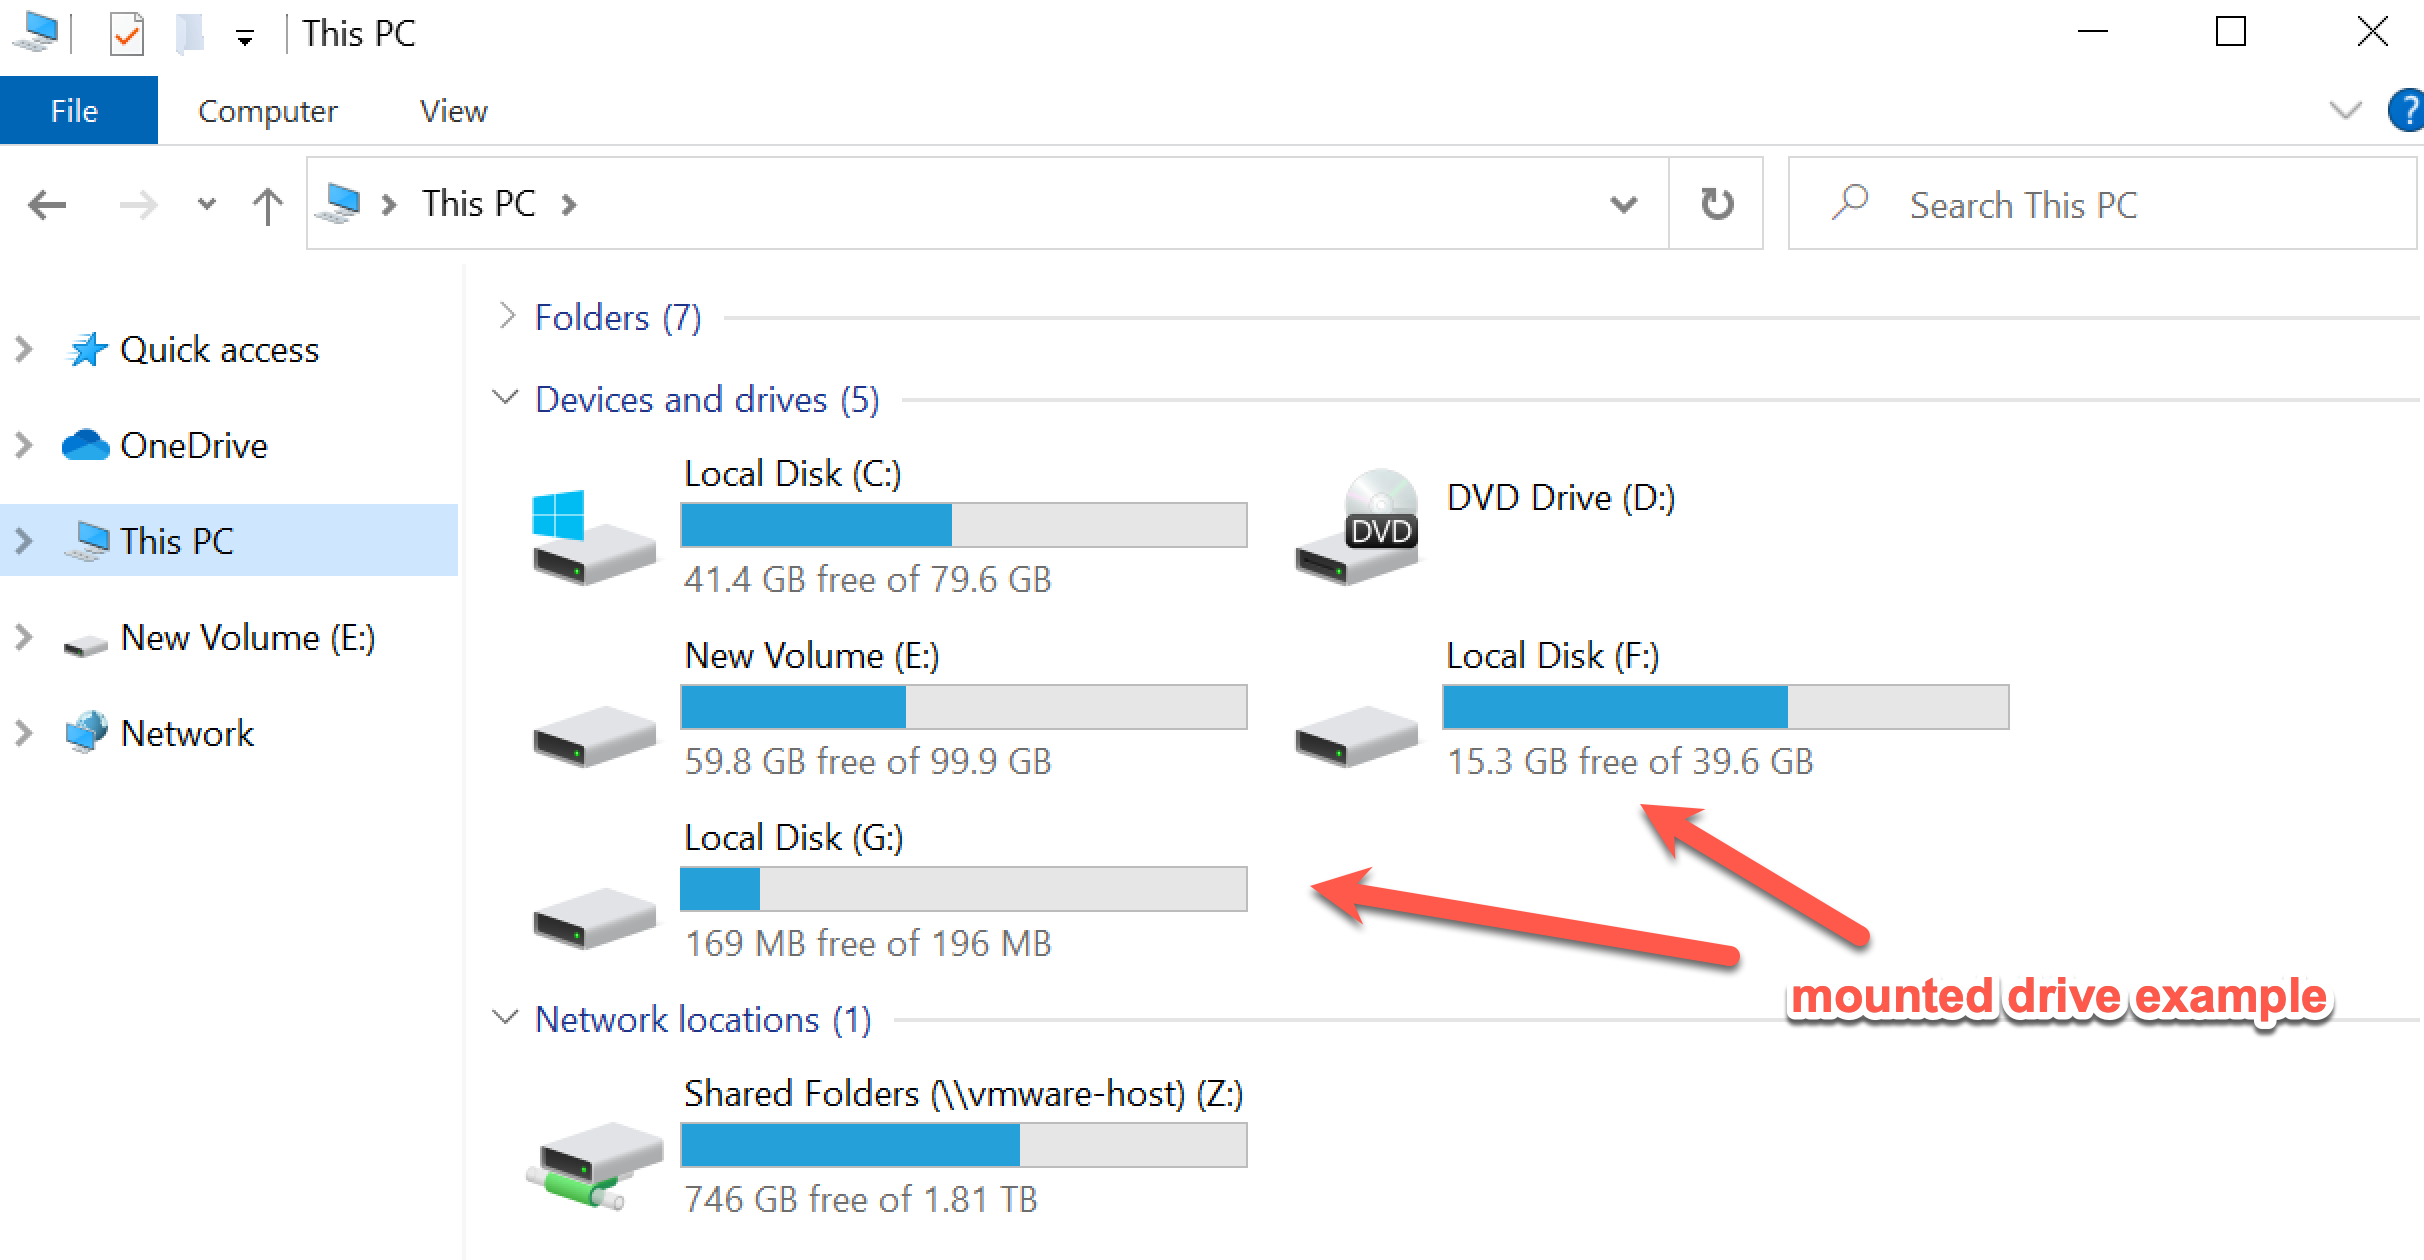 This PC
File
Computer
View
?
This PC
Search This PC
Quick access
OneDrive
This PC
New Volume (E:)
Network
Folders (7)
Devices and drives (5)
Local Disk (C:)
41.4 GB free of 79.6 GB
DVD
DVD Drive (D:)
New Volume (E:)
59.8 GB free of 99.9 GB
Local Disk (F:)
15.3 GB free of 39.6 GB
Local Disk (G:)
169 MB free of 196 MB
mounted drive example
Network locations (1)
Shared Folders (\\vmware-host) (Z:)
746 GB free of 1.81 TB